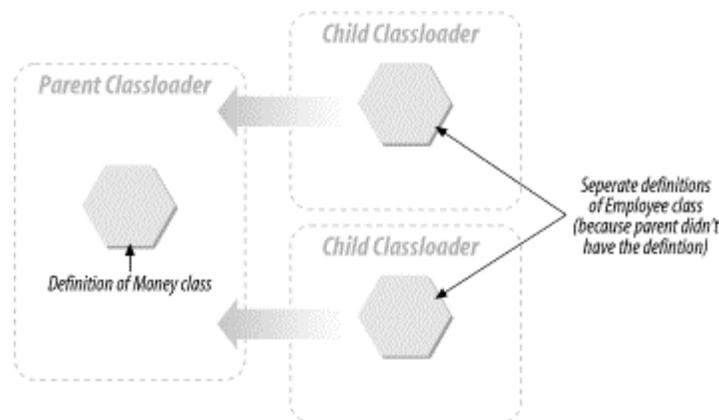 Child Classloader
Parent Classloader
Seperate definitions
of Employee class
(because parent didn't
have the defintion)
Child Classloader
Definition of Money class